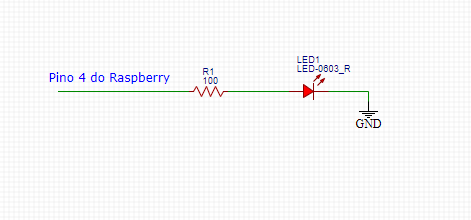 LED1
LED-0603_R
R1
100
Pino 4 do Raspberry
GND